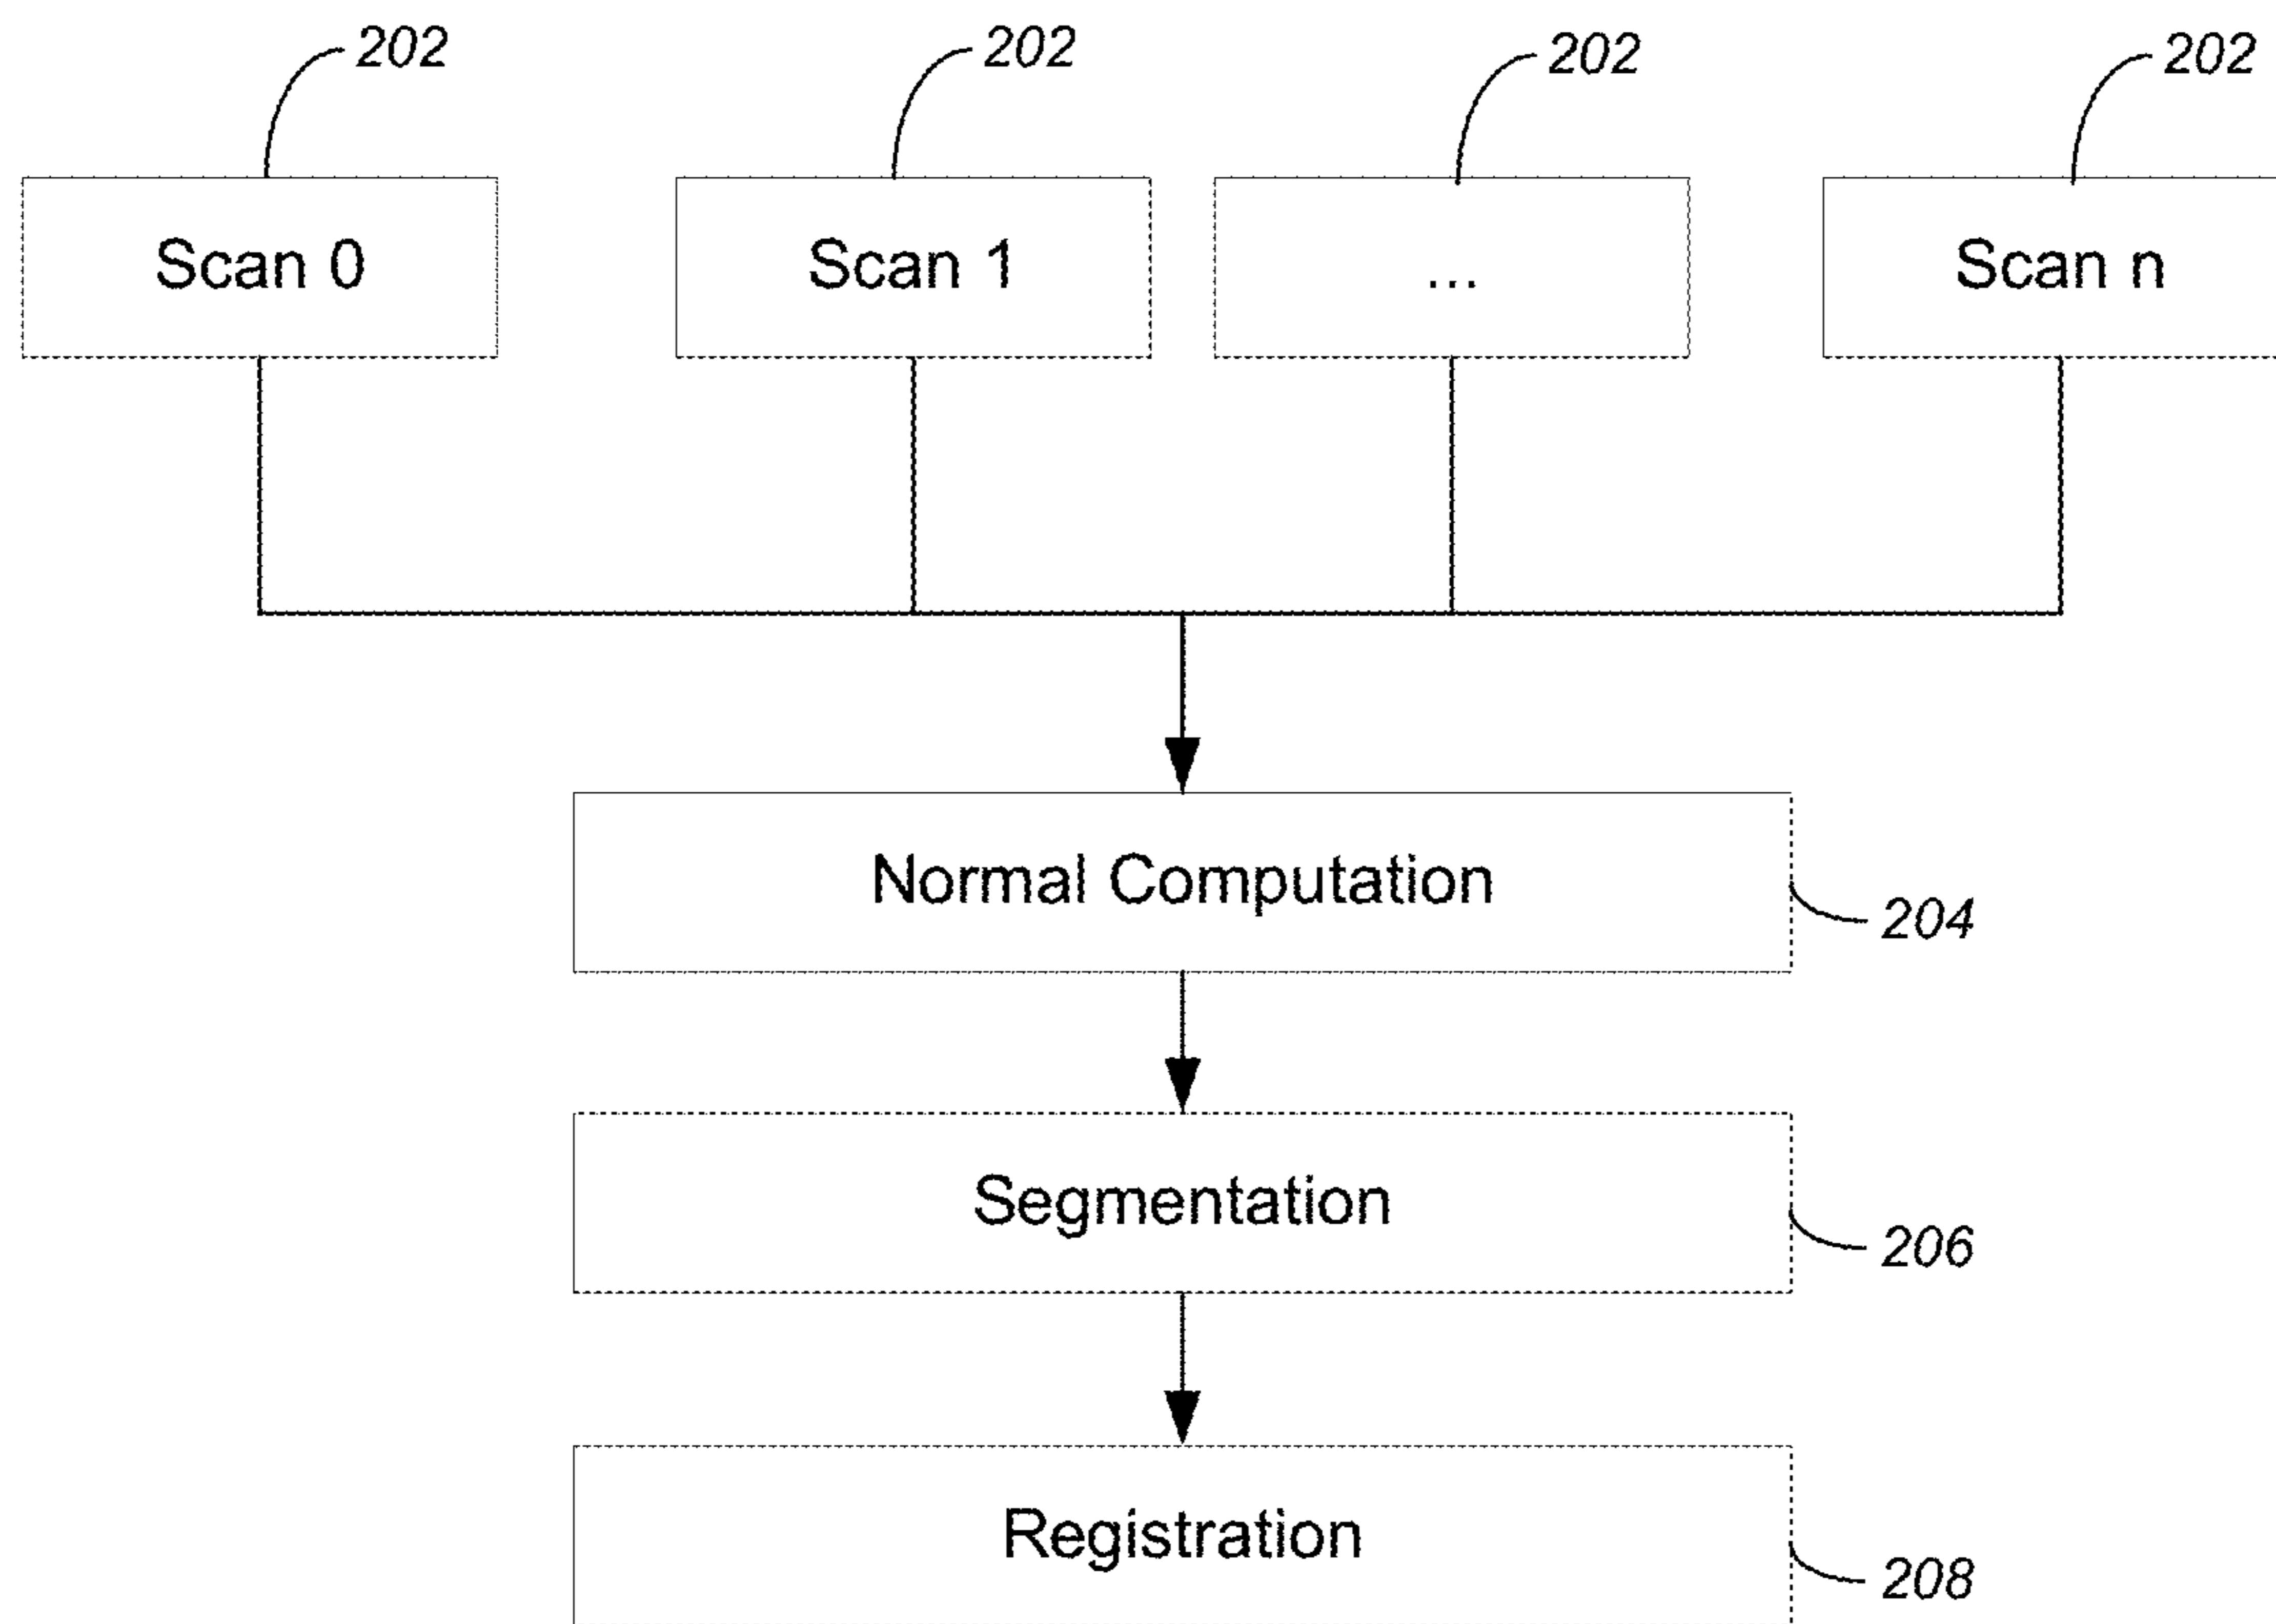 202 202 202 202
Scan 0 Scan 1 ... Scan n
Normal Computation
204
Segmentation
206
Registration
208